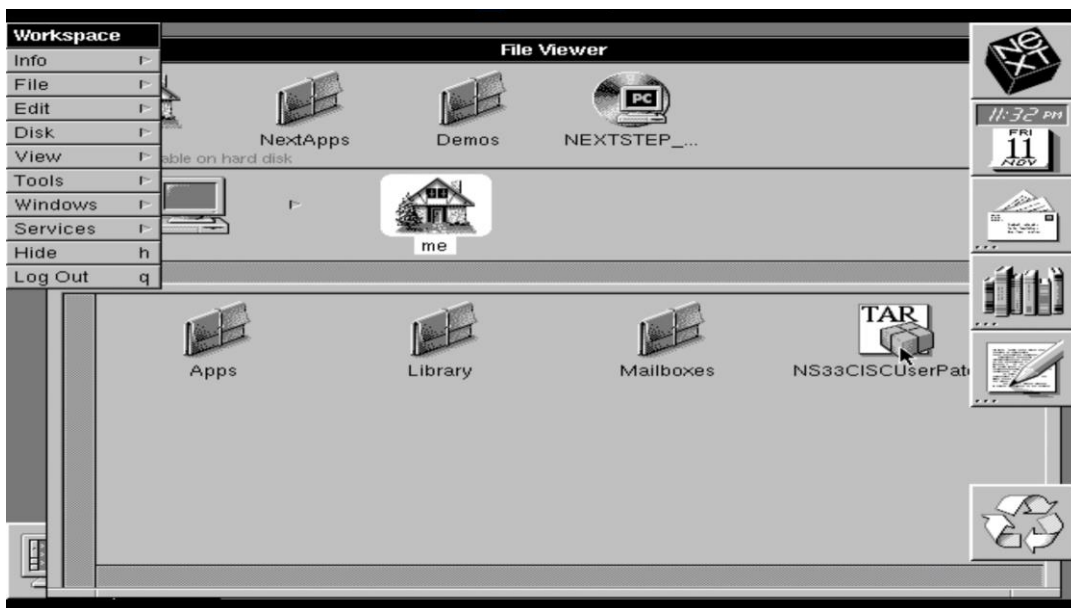 Workspace
Info
File
Edit
Disk
View
Tools
Windows
Services
Hide h
Log Out q
File Viewer
NextApps
Demos
NEXTSTEP_...
able on hard disk
PC
me
Apps
Library
Mailboxes
TAR
NS33CISCUserPat
NeXT
11:32 PM
FRI
11
NOV